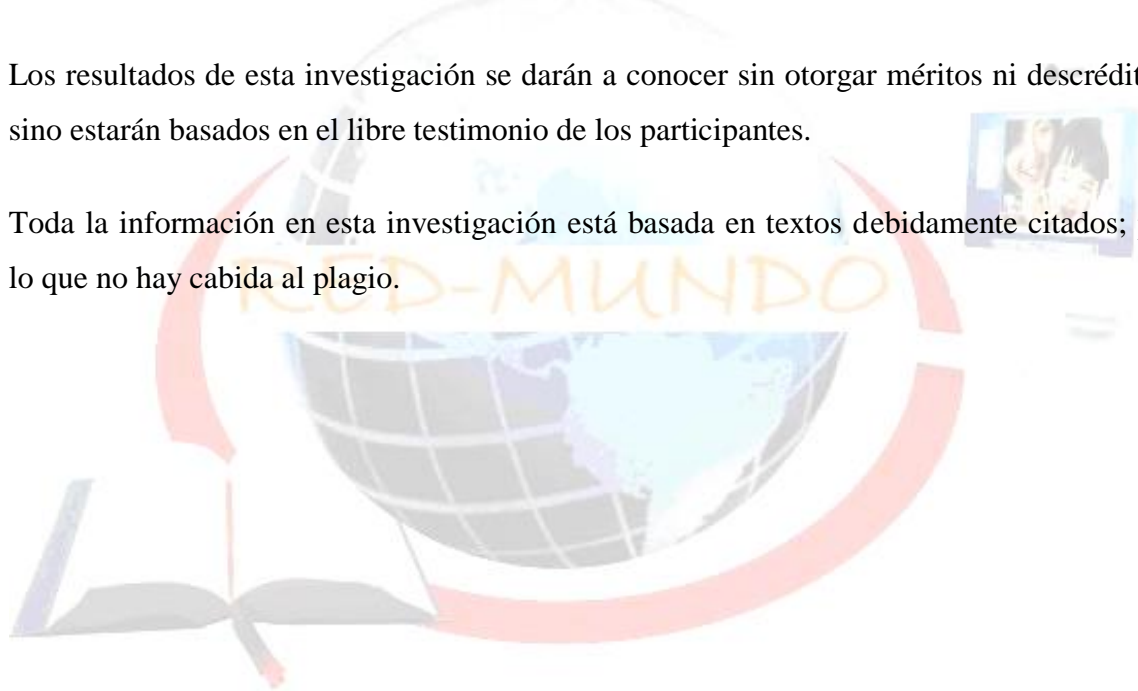 Los resultados de esta investigación se darán a conocer sin otorgar méritos ni descrédit
sino estarán basados en el libre testimonio de los participantes.
Toda la información en esta investigación está basada en textos debidamente citados;
lo que no hay cabida al plagio.
RED-MUNDO